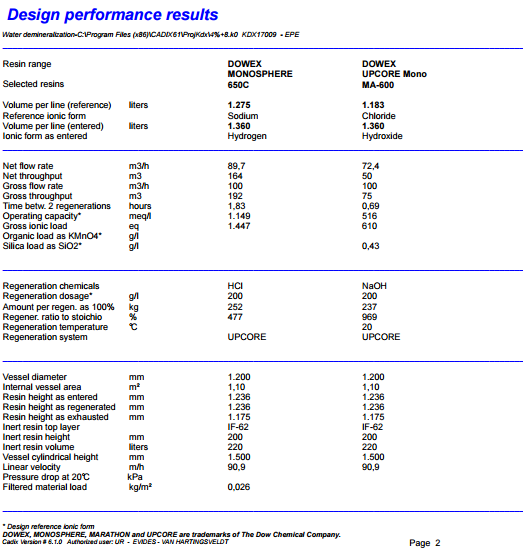 Design performance results
Water demineralization-C:\Program Files (x86)\CADIX61\ProjKdx\4%+8.k0 KDX17009 - EPE
Resin range DOWEX DOWEX
MONOSPHERE UPCORE Mono
Selected resins 650C MA-600
Volume per line (reference) liters 1.275 1.183
Reference ionic form Sodium Chloride
Volume per line (entered) liters 1.360 1.360
Ionic form as entered Hydrogen Hydroxide
Net flow rate m3/h 89,7 72,4
Net throughput m3 164 50
Gross flow rate m3/h 100 100
Gross throughput m3 192 75
Time betw. 2 regenerations hours 1,83 0,69
Operating capacity* meq/l 1.149 516
Gross ionic load eq 1.447 610
Organic load as KMnO4* g/l
Silica load as SiO2* g/l 0,43
Regeneration chemicals HCl NaOH
Regeneration dosage* g/l 200 200
Amount per regen. as 100% kg 252 237
Regener. ratio to stoichio % 477 969
Regeneration temperature °C 20
Regeneration system UPCORE UPCORE
Vessel diameter mm 1.200 1.200
Internal vessel area m² 1,10 1,10
Resin height as entered mm 1.236 1.236
Resin height as regenerated mm 1.236 1.236
Resin height as exhausted mm 1.175 1.175
Inert resin top layer IF-62 IF-62
Inert resin height mm 200 200
Inert resin volume liters 220 220
Vessel cylindrical height mm 1.500 1.500
Linear velocity m/h 90,9 90,9
Pressure drop at 20°C kPa
Filtered material load kg/m² 0,026
* Design reference ionic form
DOWEX, MONOSPHERE, MARATHON and UPCORE are trademarks of The Dow Chemical Company.
Cadix Version # 6.1.0 Authorized user: UR - EVIDES - VAN HARTINGSVELDT Page 2